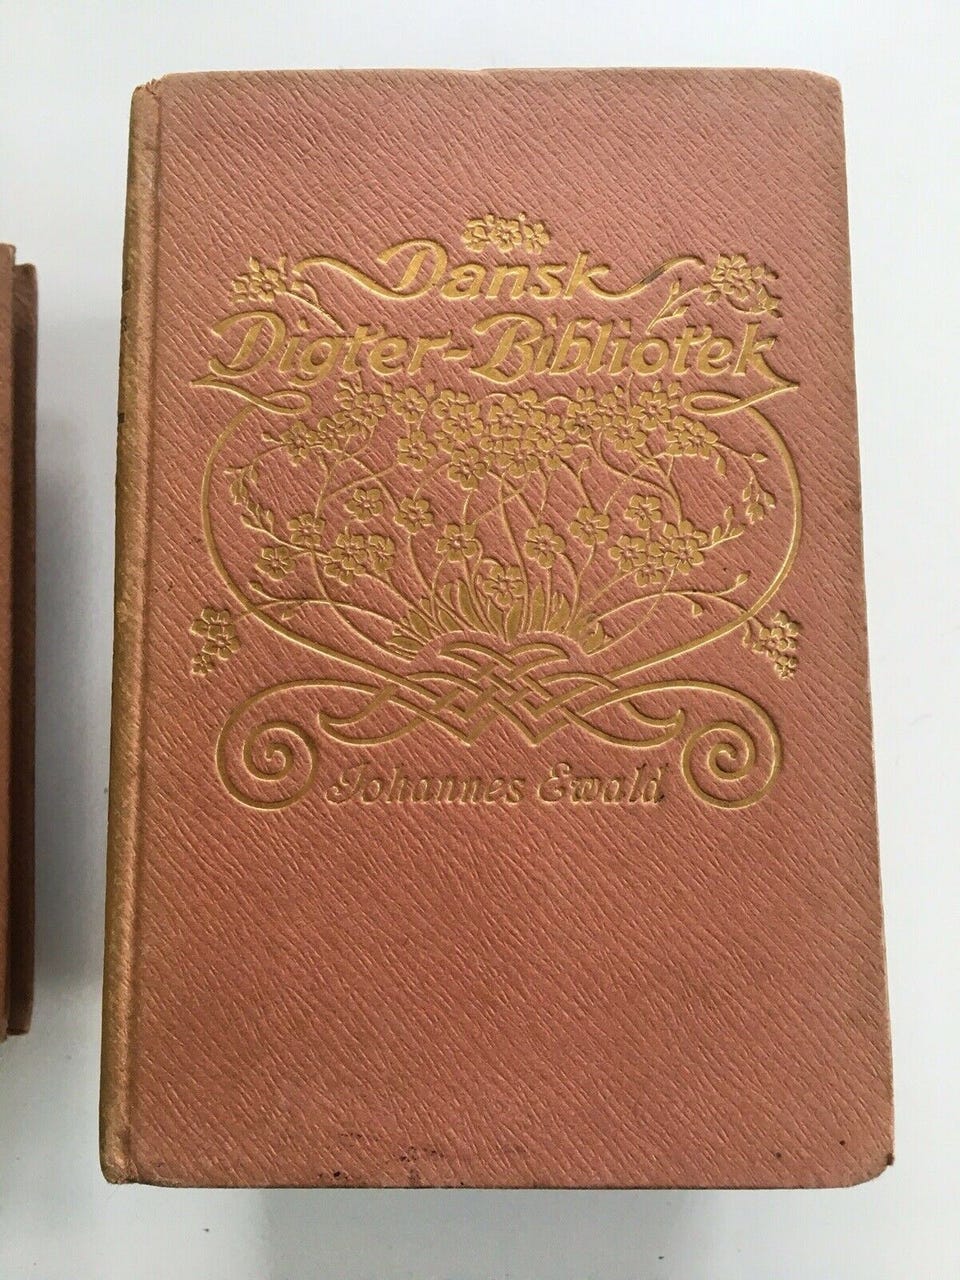 Dansk
Digter-Bibliotek
Johannes Ewald